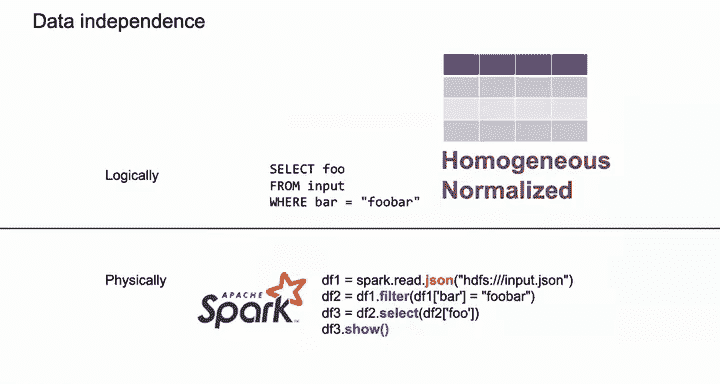 Data independence
Homogeneous
Normalized
Logically
SELECT foo
FROM input
WHERE bar = "foobar"
Physically
APACHE
Spark
TM
df1 = spark.read.json("hdfs:///input.json")
df2 = df1.filter(df1['bar'] = "foobar")
df3 = df2.select(df2['foo'])
df3.show()